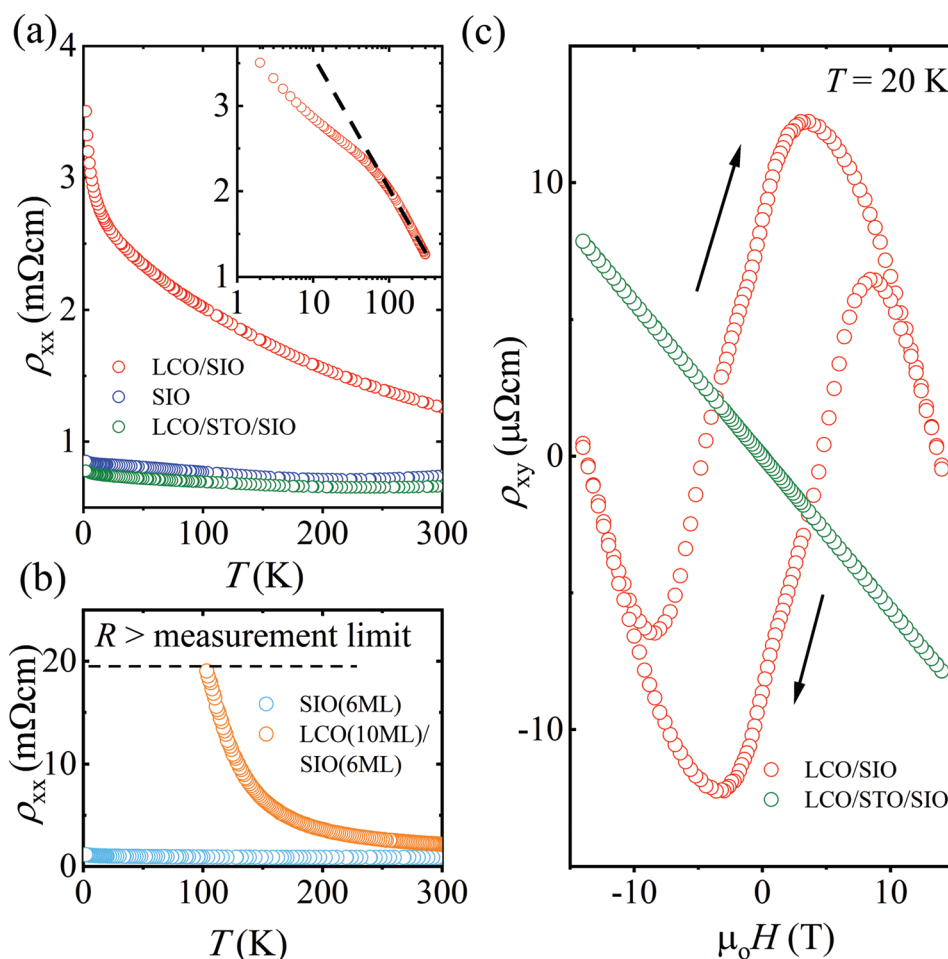 (a)
4
3
2
1
ρxx (mΩcm)
3
2
1
1
10
100
LCO/SIO
SIO
LCO/STO/SIO
0
100
200
300
T (K)
(b)
R > measurement limit
20
10
0
ρxx (mΩcm)
SIO(6ML)
LCO(10ML)/
SIO(6ML)
0
100
200
300
T (K)
(c)
T = 20 K
10
0
-10
ρxy (μΩcm)
LCO/SIO
LCO/STO/SIO
-10
0
10
μoH (T)